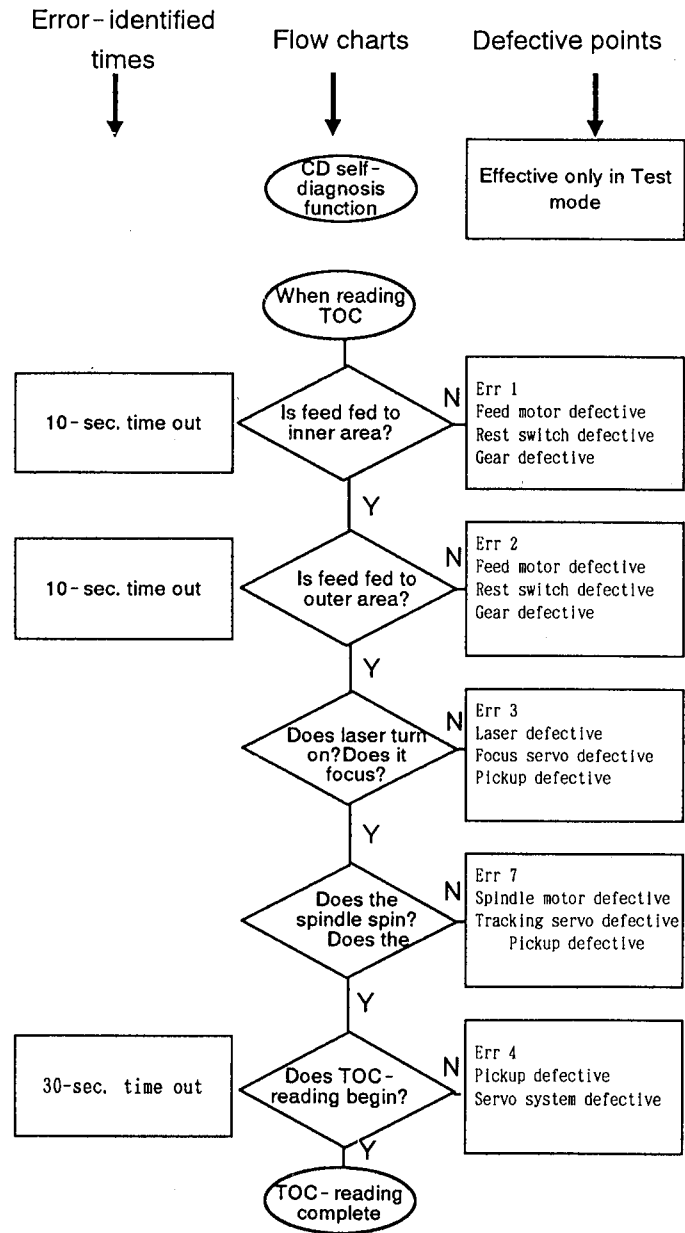 Error-identified
times
Flow charts
Defective points
CD self-
diagnosis
function
Effective only in Test
mode
When reading
TOC
10-sec. time out
Is feed fed to
inner area?
N
Err 1
Feed motor defective
Rest switch defective
Gear defective
Y
10-sec. time out
Is feed fed to
outer area?
N
Err 2
Feed motor defective
Rest switch defective
Gear defective
Y
Does laser turn
on?Does it
focus?
N
Err 3
Laser defective
Focus servo defective
Pickup defective
Y
Does the
spindle spin?
Does the
N
Err 7
Spindle motor defective
Tracking servo defective
Pickup defective
Y
30-sec. time out
Does TOC-
reading begin?
N
Err 4
Pickup defective
Servo system defective
Y
TOC-reading
complete